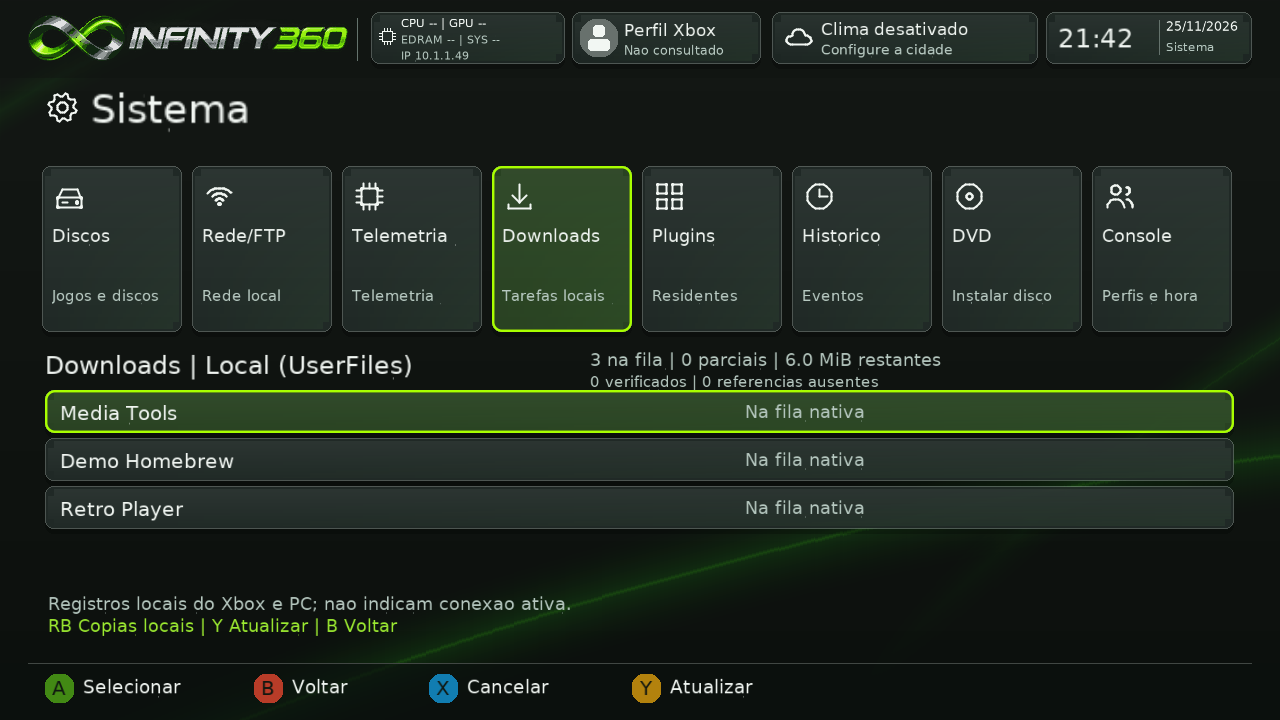 INFINITY 360
CPU -- | GPU --
EDRAM -- | SYS --
IP 10.1.1.49
Perfil Xbox
Nao consultado
Clima desativado
Configure a cidade
21:42
25/11/2026
Sistema
Sistema
Discos
Jogos e discos
Rede/FTP
Rede local
Telemetria
Telemetria
Downloads
Tarefas locais
Plugins
Residentes
Historico
Eventos
DVD
Instalar disco
Console
Perfis e hora
Downloads | Local (UserFiles)
3 na fila | 0 parciais | 6.0 MiB restantes
0 verificados | 0 referencias ausentes
Media Tools Na fila nativa
Demo Homebrew Na fila nativa
Retro Player Na fila nativa
Registros locais do Xbox e PC; nao indicam conexao ativa.
RB Copias locais | Y Atualizar | B Voltar
A Selecionar B Voltar X Cancelar Y Atualizar